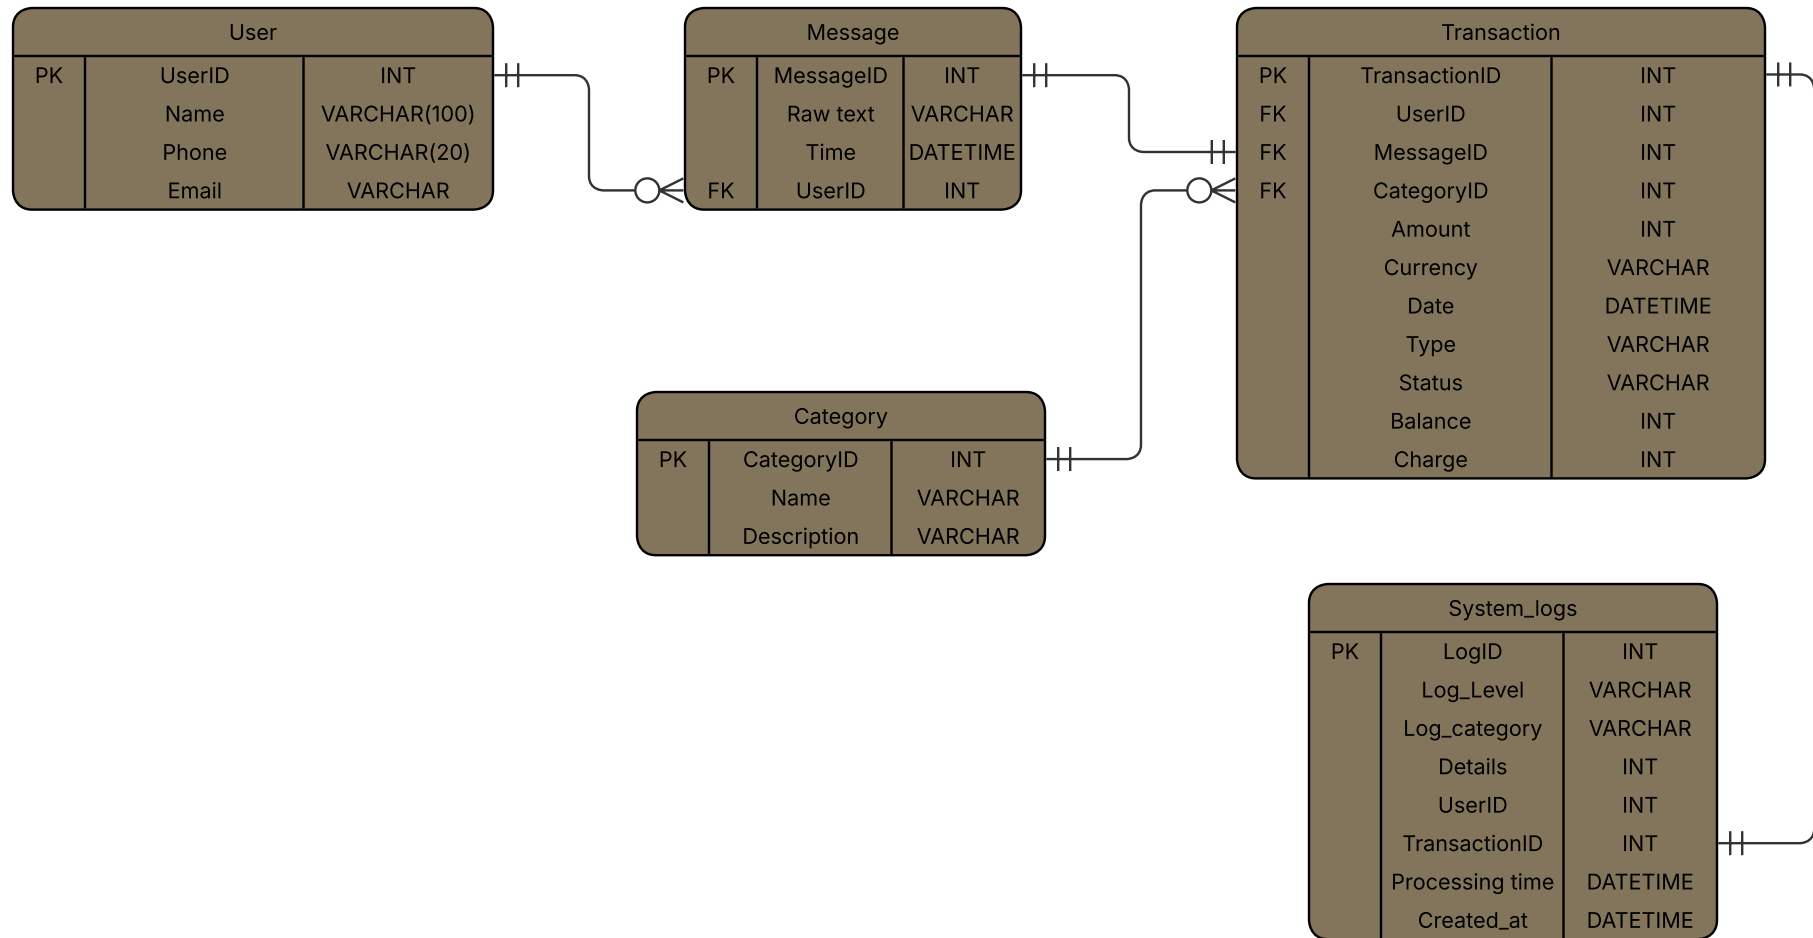 User
PK UserID INT
Name VARCHAR(100)
Phone VARCHAR(20)
Email VARCHAR
Message
PK MessageID INT
Raw text VARCHAR
Time DATETIME
FK UserID INT
Transaction
PK TransactionID INT
FK UserID INT
FK MessageID INT
FK CategoryID INT
Amount INT
Currency VARCHAR
Date DATETIME
Type VARCHAR
Status VARCHAR
Balance INT
Charge INT
Category
PK CategoryID INT
Name VARCHAR
Description VARCHAR
System_logs
PK LogID INT
Log_Level VARCHAR
Log_category VARCHAR
Details INT
UserID INT
TransactionID INT
Processing time DATETIME
Created_at DATETIME